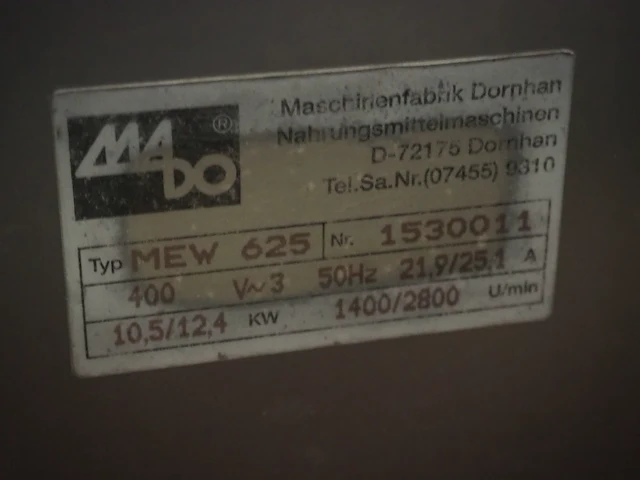 MADO ®
Maschinenfabrik Dornhan
Nahrungsmittelmaschinen
D-72175 Dornhan
Tel.Sa.Nr.(07455) 9310
Typ MEW 625 Nr. 1530011
400 V~3 50Hz 21,9/25,1 A
10,5/12,4 KW 1400/2800 U/min